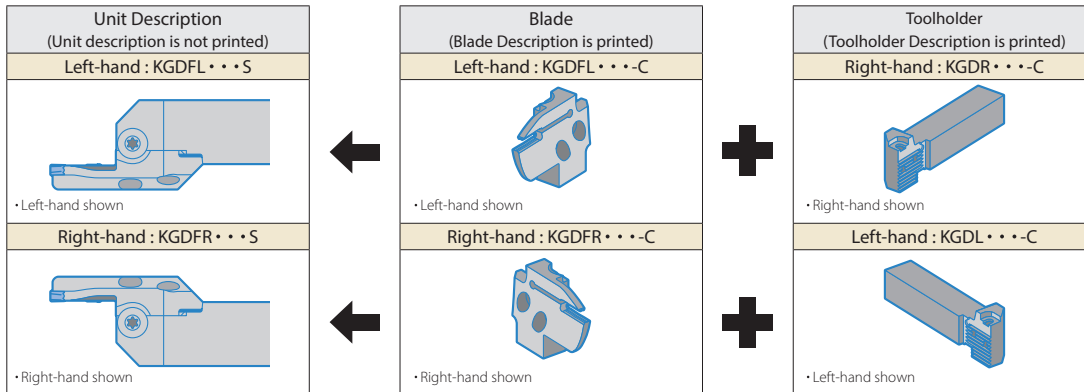 Unit Description
(Unit description is not printed)
Left-hand : KGDFL・・・S
・Left-hand shown
Right-hand : KGDFR・・・S
・Right-hand shown
Blade
(Blade Description is printed)
Left-hand : KGDFL・・・-C
・Left-hand shown
Right-hand : KGDFR・・・-C
・Right-hand shown
Toolholder
(Toolholder Description is printed)
Right-hand : KGDR・・・-C
・Right-hand shown
Left-hand : KGDL・・・-C
・Left-hand shown